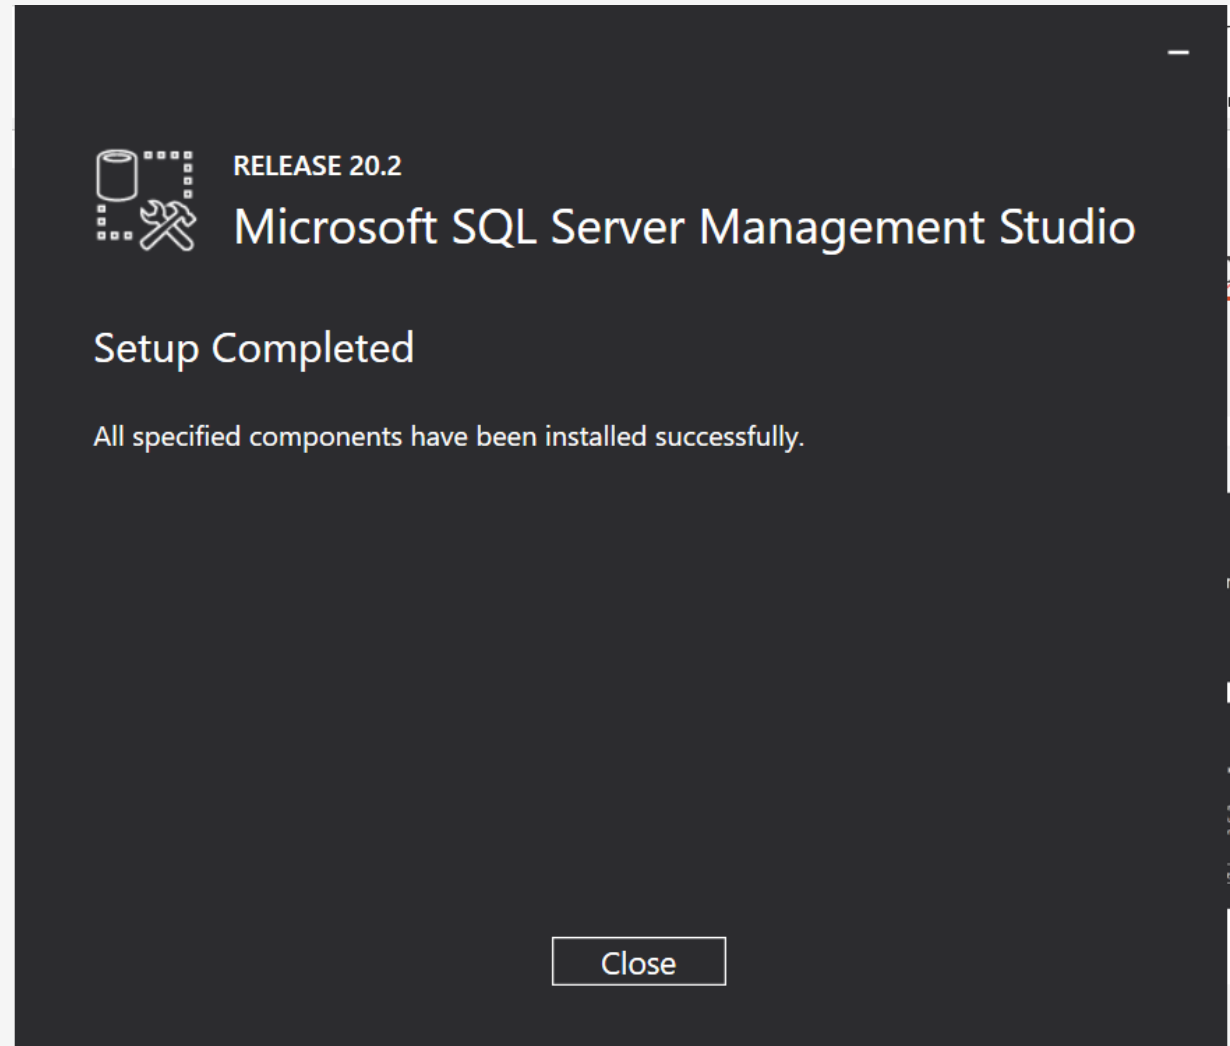 RELEASE 20.2
Microsoft SQL Server Management Studio
Setup Completed
All specified components have been installed successfully.
Close